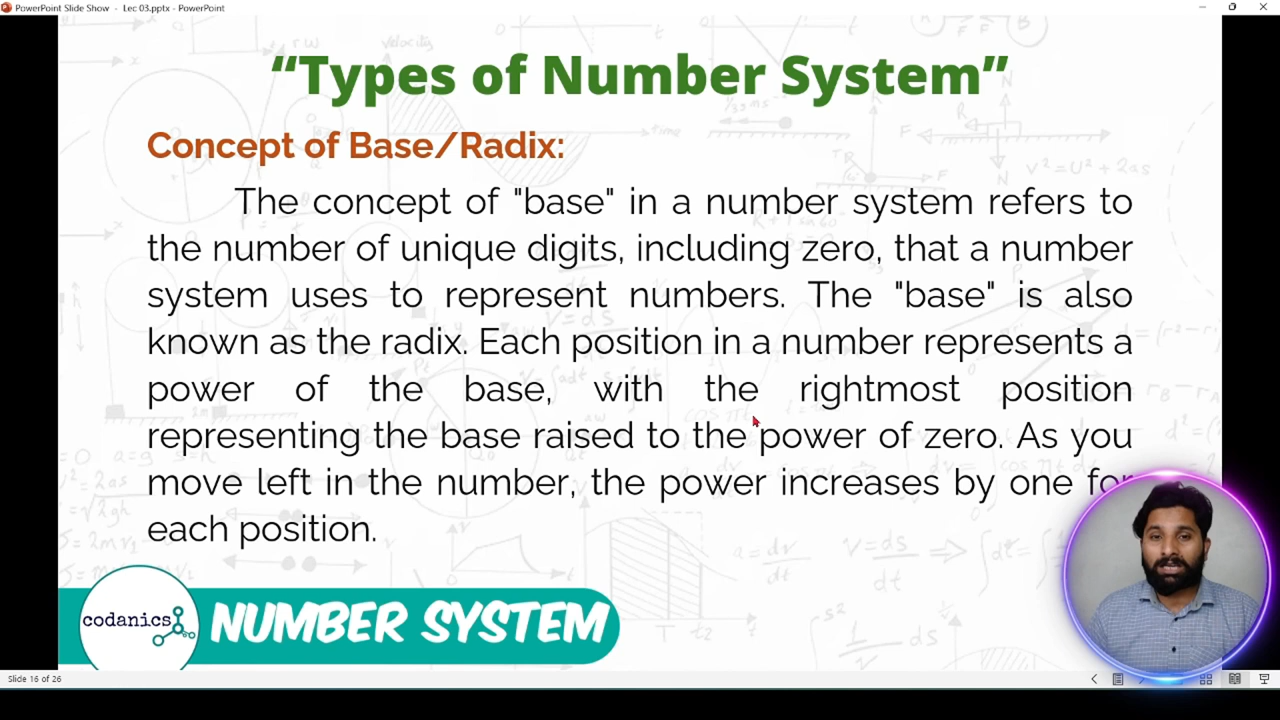 PowerPoint Slide Show - Lec 03.pptx - PowerPoint
“Types of Number System”
Concept of Base/Radix:
The concept of "base" in a number system refers to
the number of unique digits, including zero, that a number
system uses to represent numbers. The "base" is also
known as the radix. Each position in a number represents a
power of the base, with the rightmost position
representing the base raised to the power of zero. As you
move left in the number, the power increases by one for
each position.
codanics
NUMBER SYSTEM
Slide 16 of 26